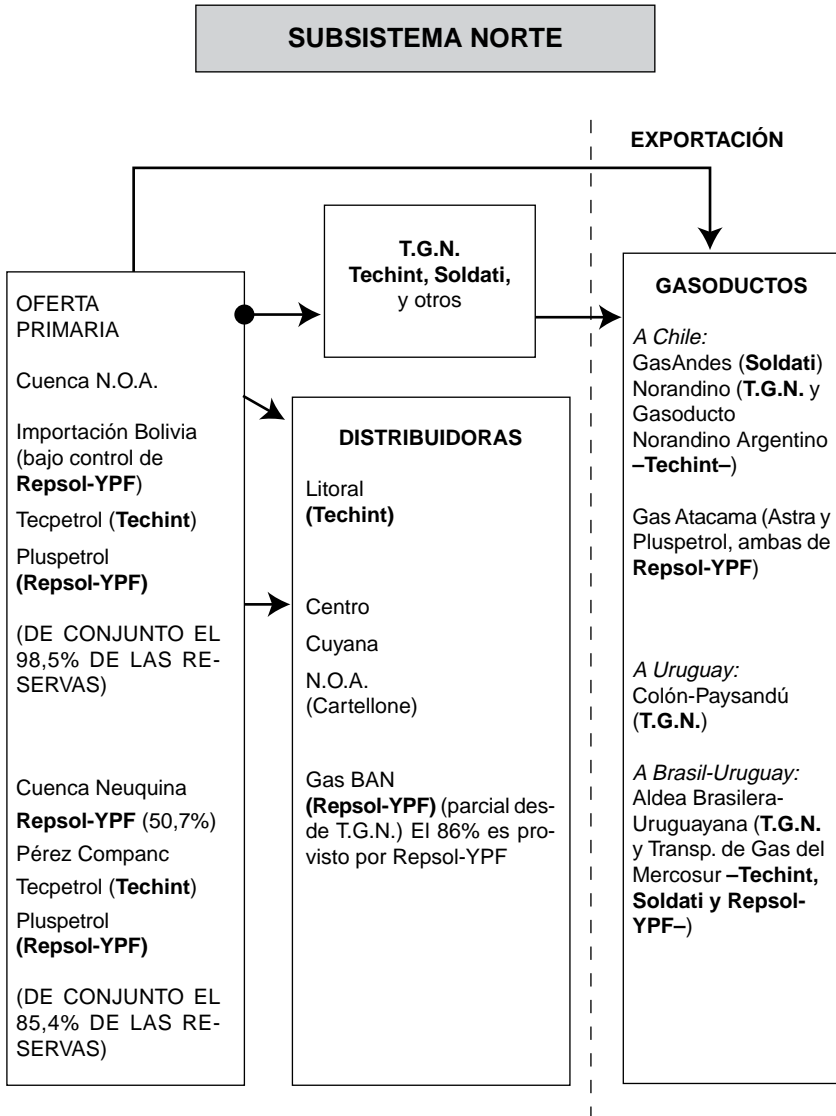 SUBSISTEMA NORTE
EXPORTACIÓN
T.G.N.
Techint, Soldati,
y otros
OFERTA
PRIMARIA
Cuenca N.O.A.
Importación Bolivia
(bajo control de
Repsol-YPF)
Tecpetrol (Techint)
Pluspetrol
(Repsol-YPF)
(DE CONJUNTO EL
98,5% DE LAS RE-
SERVAS)
Cuenca Neuquina
Repsol-YPF (50,7%)
Pérez Companc
Tecpetrol (Techint)
Pluspetrol
(Repsol-YPF)
(DE CONJUNTO EL
85,4% DE LAS RE-
SERVAS)
DISTRIBUIDORAS
Litoral
(Techint)
Centro
Cuyana
N.O.A.
(Cartellone)
Gas BAN
(Repsol-YPF) (parcial des-
de T.G.N.) El 86% es pro-
visto por Repsol-YPF
GASODUCTOS
A Chile:
GasAndes (Soldati)
Norandino (T.G.N. y
Gasoducto
Norandino Argentino
–Techint–)
Gas Atacama (Astra y
Pluspetrol, ambas de
Repsol-YPF)
A Uruguay:
Colón-Paysandú
(T.G.N.)
A Brasil-Uruguay:
Aldea Brasilera-
Uruguayana (T.G.N.
y Transp. de Gas del
Mercosur –Techint,
Soldati y Repsol-
YPF–)